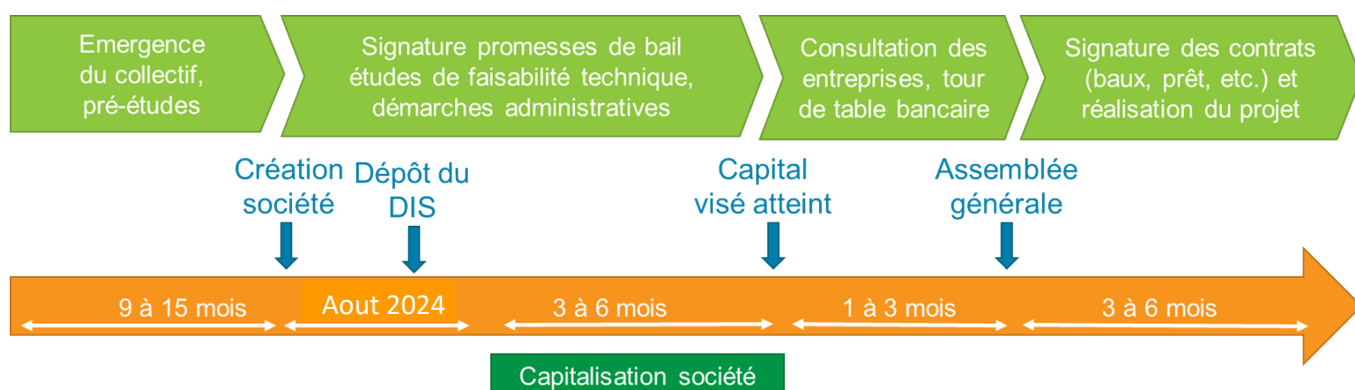 Emergence
du collectif,
pré-études
Signature promesses de bail
études de faisabilité technique,
démarches administratives
Consultation des
entreprises, tour
de table bancaire
Signature des contrats
(baux, prêt, etc.) et
réalisation du projet
Création
société
Dépôt du
DIS
Capital
visé atteint
Assemblée
générale
9 à 15 mois
Aout 2024
3 à 6 mois
1 à 3 mois
3 à 6 mois
Capitalisation société